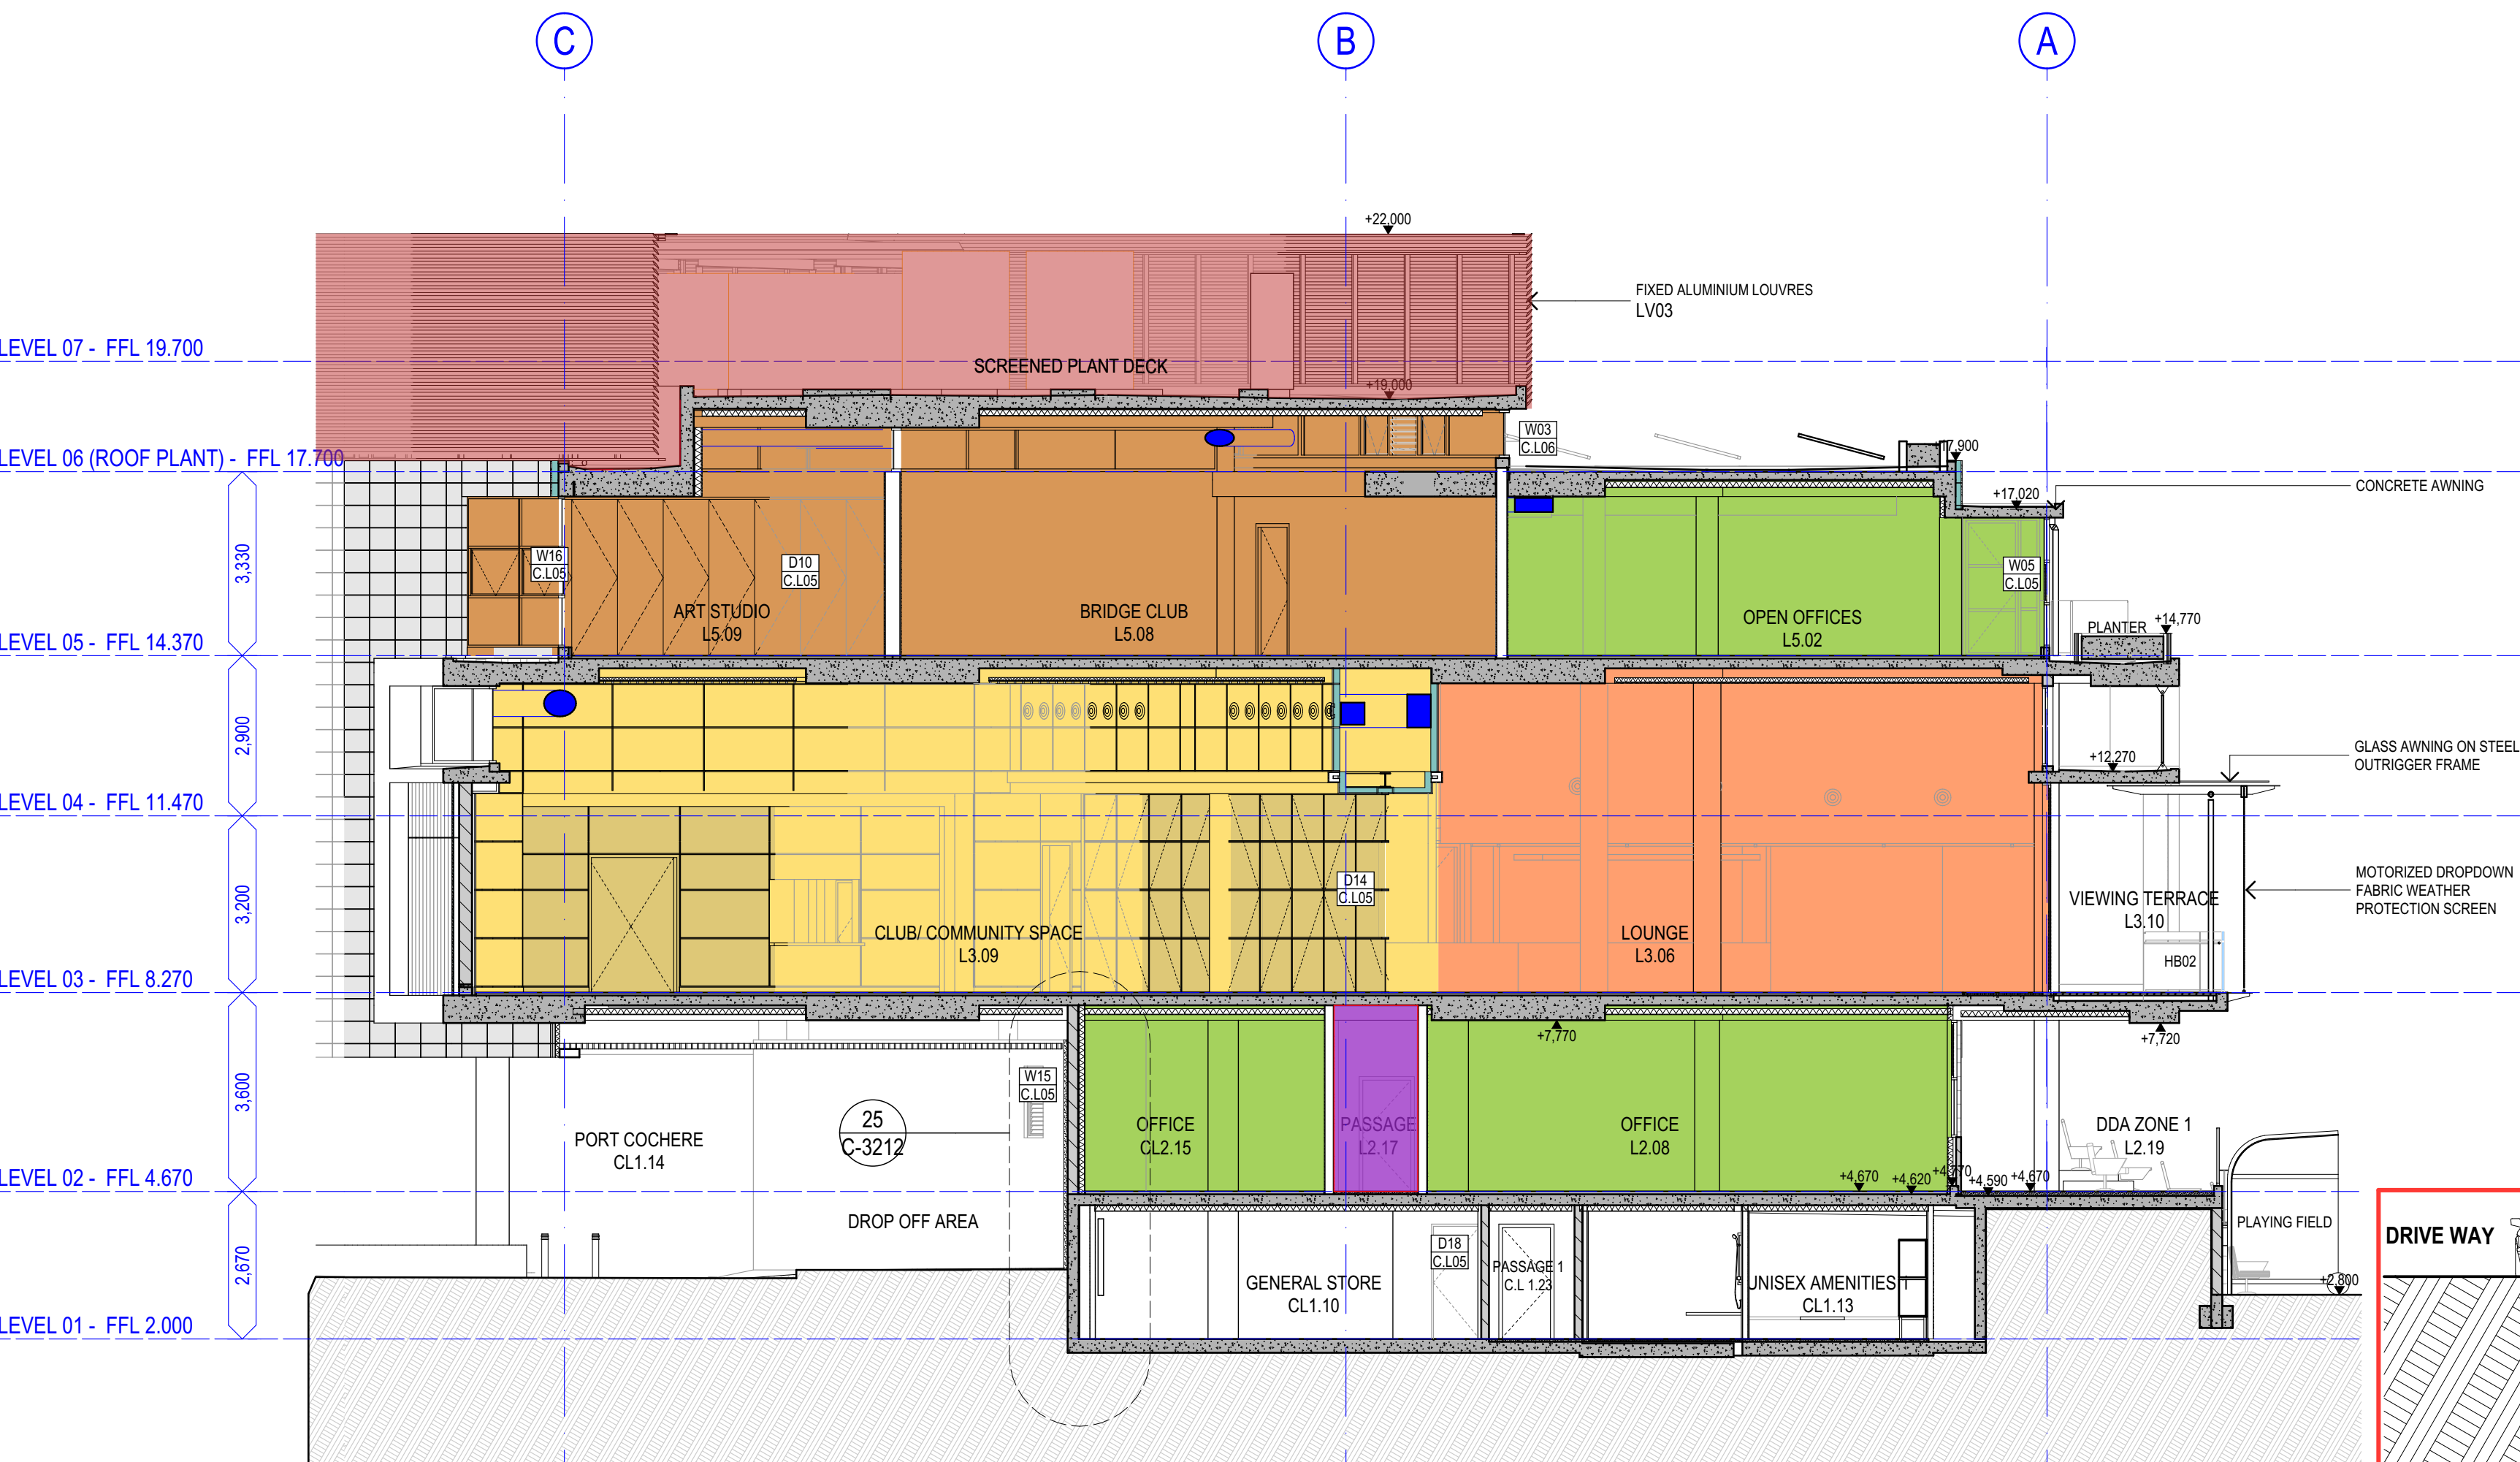 C
B
A
+22,000
FIXED ALUMINIUM LOUVRES
LV03
LEVEL 07 - FFL 19.700
SCREENED PLANT DECK
+19,000
W03
C.L06
LEVEL 06 (ROOF PLANT) - FFL 17.700
CONCRETE AWNING
+17,020
3,330
W16
C.L05
D10
C.L05
W05
C.L05
ART STUDIO
L5.09
BRIDGE CLUB
L5.08
OPEN OFFICES
L5.02
PLANTER
+14,770
LEVEL 05 - FFL 14.370
2,900
+12,270
GLASS AWNING ON STEEL
OUTRIGGER FRAME
LEVEL 04 - FFL 11.470
3,200
D14
C.L05
MOTORIZED DROPDOWN
FABRIC WEATHER
PROTECTION SCREEN
CLUB/ COMMUNITY SPACE
L3.09
LOUNGE
L3.06
VIEWING TERRACE
L3.10
HB02
LEVEL 03 - FFL 8.270
+7,770
+7,720
3,600
W15
C.L05
25
C-3212
PORT COCHERE
CL1.14
OFFICE
CL2.15
PASSAGE
L2.17
OFFICE
L2.08
DDA ZONE 1
L2.19
LEVEL 02 - FFL 4.670
+4,670
+4,620
+4,590
+4,670
DROP OFF AREA
PLAYING FIELD
DRIVE WAY
2,670
D18
C.L05
GENERAL STORE
CL1.10
PASSAGE 1
C.L 1.23
UNISEX AMENITIES
CL1.13
+2,800
LEVEL 01 - FFL 2.000